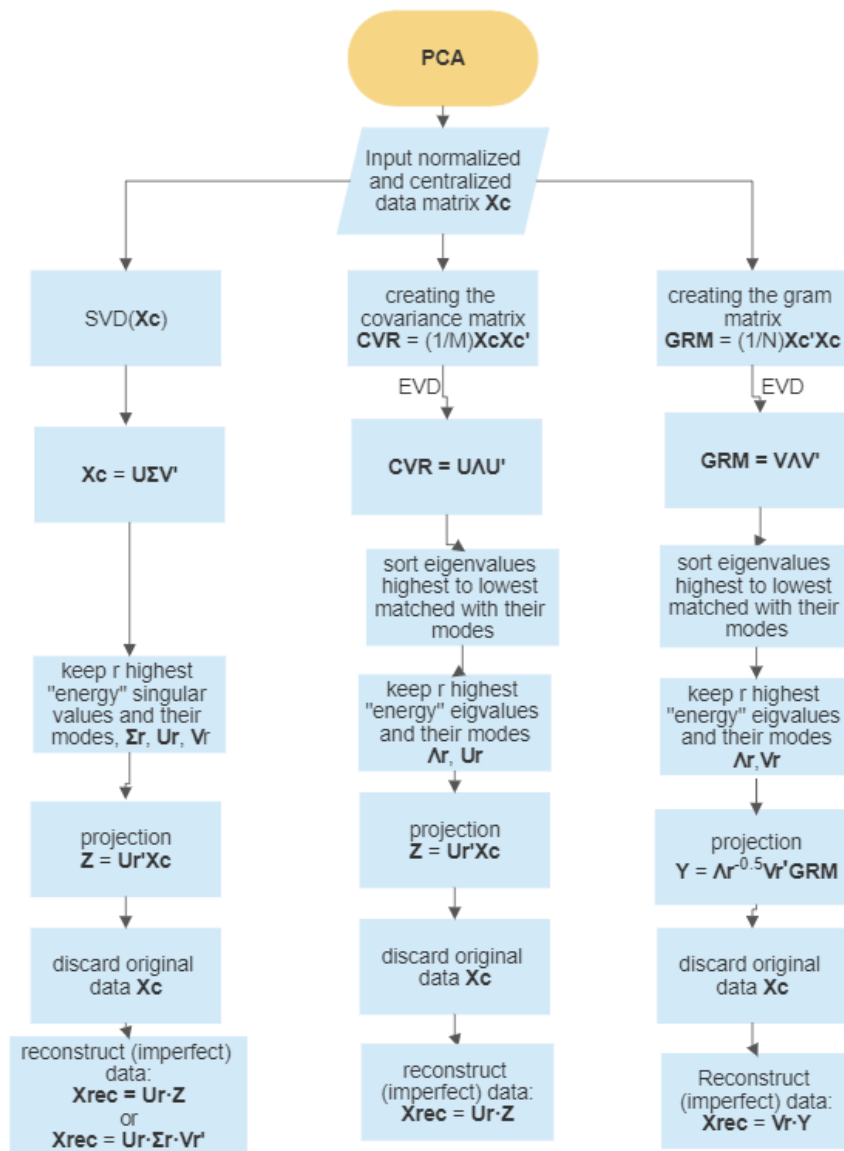 PCA
Input normalized
and centralized
data matrix Xc
SVD(Xc)
Xc = UΣV'
keep r highest
"energy" singular
values and their
modes, Σr, Ur, Vr
projection
Z = Ur'Xc
discard original
data Xc
reconstruct (imperfect)
data:
Xrec = Ur·Z
or
Xrec = Ur·Σr·Vr'
creating the
covariance matrix
CVR = (1/M)XcXc'
EVD
CVR = UΛU'
sort eigenvalues
highest to lowest
matched with their
modes
keep r highest
"energy" eigvalues
and their modes
Λr, Ur
projection
Z = Ur'Xc
discard original
data Xc
reconstruct
(imperfect) data:
Xrec = Ur·Z
creating the gram
matrix
GRM = (1/N)Xc'Xc
EVD
GRM = VΛV'
sort eigenvalues
highest to lowest
matched with their
modes
keep r highest
"energy" eigvalues
and their modes
Λr,Vr
projection
Y = Λr⁻⁰·⁵Vr'GRM
discard original
data Xc
Reconstruct
(imperfect) data:
Xrec = Vr·Y